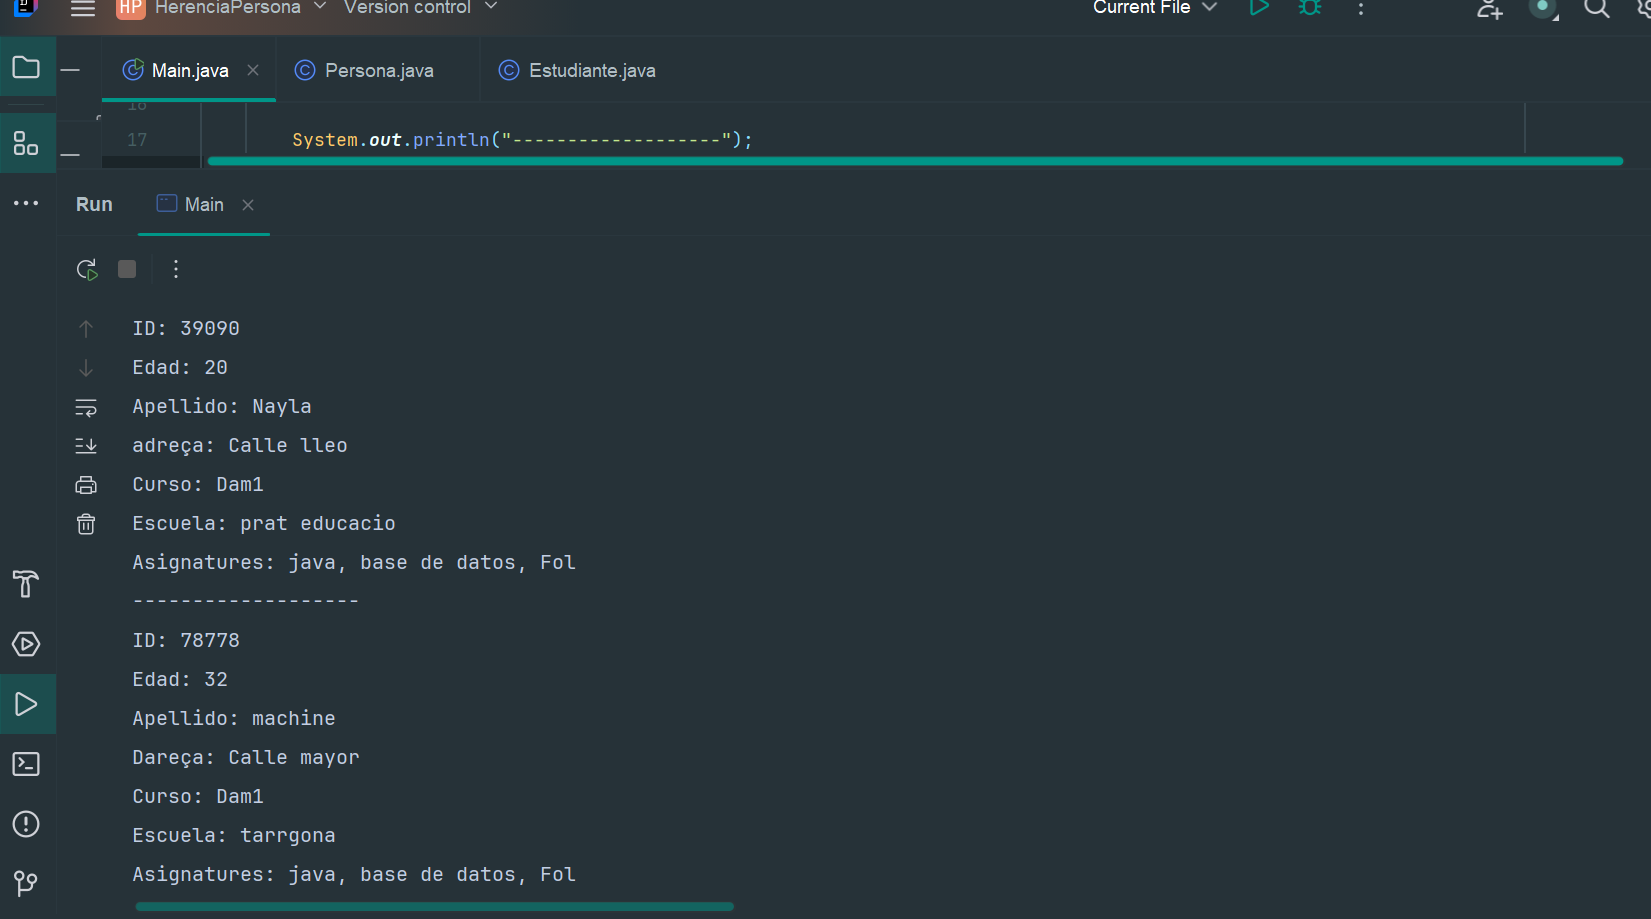 HP HerenciaPersona Version control Current File
Main.java Persona.java Estudiante.java
16
17 System.out.println("-------------------");
Run Main
ID: 39090
Edad: 20
Apellido: Nayla
adreça: Calle lleo
Curso: Dam1
Escuela: prat educacio
Asignatures: java, base de datos, Fol
-------------------
ID: 78778
Edad: 32
Apellido: machine
Dareça: Calle mayor
Curso: Dam1
Escuela: tarrgona
Asignatures: java, base de datos, Fol